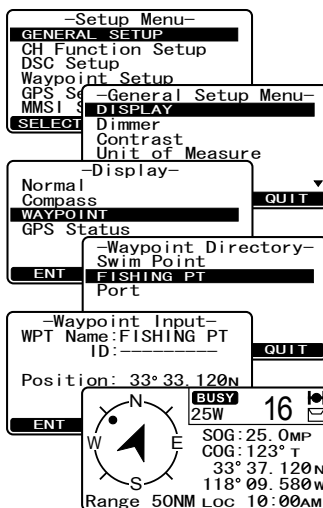 –Setup Menu–
GENERAL SETUP
CH Function Setup
DSC Setup
Waypoint Setup
GPS Se
MMSI S
SELECT
–General Setup Menu–
DISPLAY
Dimmer
Contrast
Unit of Measure
QUIT
–Display–
Normal
Compass
WAYPOINT
GPS Status
ENT
–Waypoint Directory–
Swim Point
FISHING PT
Port
QUIT
–Waypoint Input–
WPT Name:FISHING PT
ID:–––––––––
Position: 33°33.120N
ENT
BUSY
25W 16
N
W E
S
SOG:25.0MP
COG:123°T
33°37.120N
118°09.580W
Range 50NM LOC 10:00AM